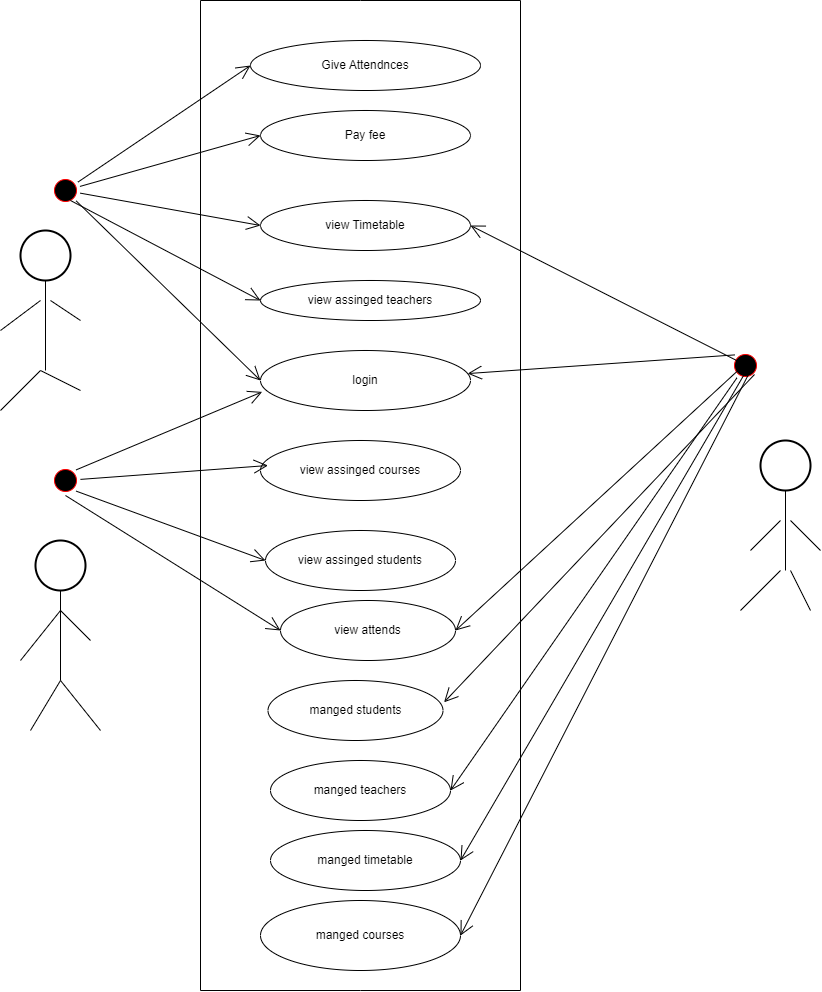 Give Attendnces
Pay fee
view Timetable
view assinged teachers
login
view assinged courses
view assinged students
view attends
manged students
manged teachers
manged timetable
manged courses